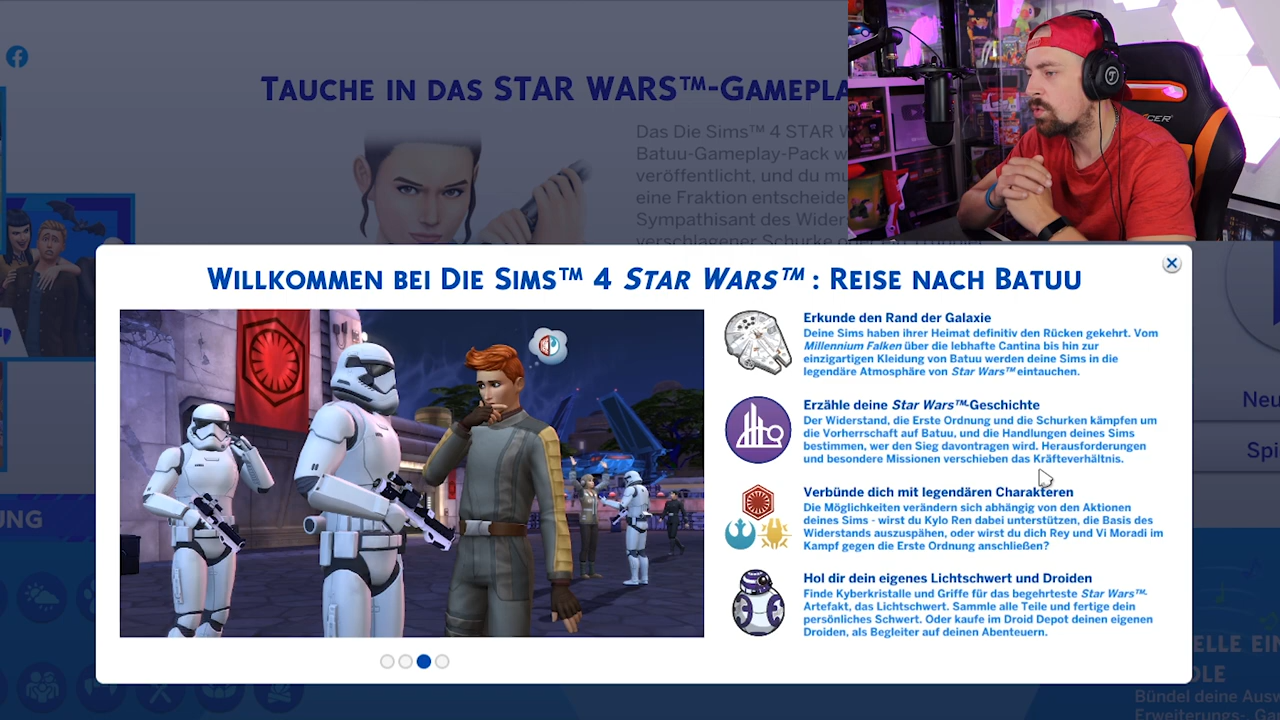 TAUCHE IN DAS STAR WARS™-GAMEPLA
Das Die Sims™ 4 STAR W
Batuu-Gameplay-Pack w
veröffentlicht, und du mu
eine Fraktion entscheide
Sympathisant des Wider
WILLKOMMEN BEI DIE SIMS™ 4 STAR WARS™ : REISE NACH BATUU
Erkunde den Rand der Galaxie
Deine Sims haben ihrer Heimat definitiv den Rücken gekehrt. Vom
Millennium Falken über die lebhafte Cantina bis hin zur
einzigartigen Kleidung von Batuu werden deine Sims in die
legendäre Atmosphäre von Star Wars™ eintauchen.
Erzähle deine Star Wars™-Geschichte
Der Widerstand, die Erste Ordnung und die Schurken kämpfen um
die Vorherrschaft auf Batuu, und die Handlungen deines Sims
bestimmen, wer den Sieg davontragen wird. Herausforderungen
und besondere Missionen verschieben das Kräfteverhältnis.
Verbünde dich mit legendären Charakteren
Die Möglichkeiten verändern sich abhängig von den Aktionen
deines Sims - wirst du Kylo Ren dabei unterstützen, die Basis des
Widerstands auszuspähen, oder wirst du dich Rey und Vi Moradi im
Kampf gegen die Erste Ordnung anschließen?
Hol dir dein eigenes Lichtschwert und Droiden
Finde Kyberkristalle und Griffe für das begehrteste Star Wars™-
Artefakt, das Lichtschwert. Sammle alle Teile und fertige dein
persönliches Schwert. Oder kaufe im Droid Depot deinen eigenen
Droiden, als Begleiter auf deinen Abenteuern.
Neu
Spi
UNG
ELLE EIN
OLE
Bündel deine Ausw
Erweiterungs-, Ga